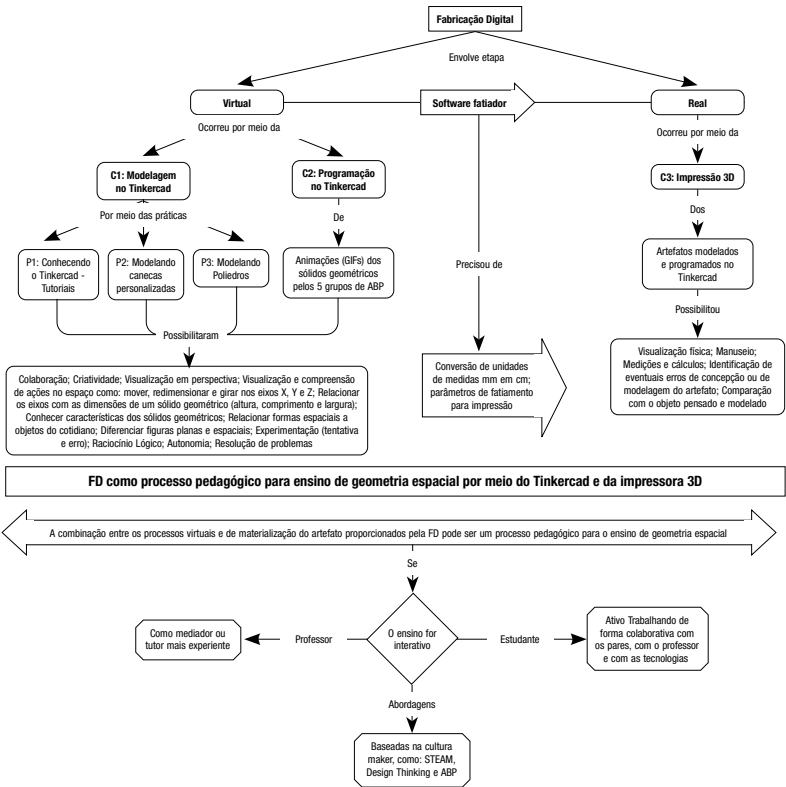 Fabricação Digital
Envolve etapa
Virtual
Software fatiador
Real
Ocorreu por meio da
Ocorreu por meio da
C1: Modelagem
no Tinkercad
C2: Programação
no Tinkercad
C3: Impressão 3D
Por meio das práticas
De
Dos
P1: Conhecendo
o Tinkercad -
Tutoriais
P2: Modelando
canecas
personalizadas
P3: Modelando
Poliedros
Animações (GIFs) dos
sólidos geométricos
pelos 5 grupos de ABP
Precisou de
Artefatos modelados
e programados no
Tinkercad
Possibilitaram
Possibilitou
Colaboração; Criatividade; Visualização em perspectiva; Visualização e compreensão
de ações no espaço como: mover, redimensionar e girar nos eixos X, Y e Z; Relacionar
os eixos com as dimensões de um sólido geométrico (altura, comprimento e largura);
Conhecer características dos sólidos geométricos; Relacionar formas espaciais a
objetos do cotidiano; Diferenciar figuras planas e espaciais; Experimentação (tentativa
e erro); Raciocínio Lógico; Autonomia; Resolução de problemas
Conversão de unidades
de medidas mm em cm;
parâmetros de fatiamento
para impressão
Visualização física; Manuseio;
Medições e cálculos; Identificação de
eventuais erros de concepção ou de
modelagem do artefato; Comparação
com o objeto pensado e modelado
FD como processo pedagógico para ensino de geometria espacial por meio do Tinkercad e da impressora 3D
A combinação entre os processos virtuais e de materialização do artefato proporcionados pela FD pode ser um processo pedagógico para o ensino de geometria espacial
Se
Como mediador ou
tutor mais experiente
Professor
O ensino for
interativo
Estudante
Ativo Trabalhando de
forma colaborativa com
os pares, com o professor
e com as tecnologias
Abordagens
Baseadas na cultura
maker, como: STEAM,
Design Thinking e ABP